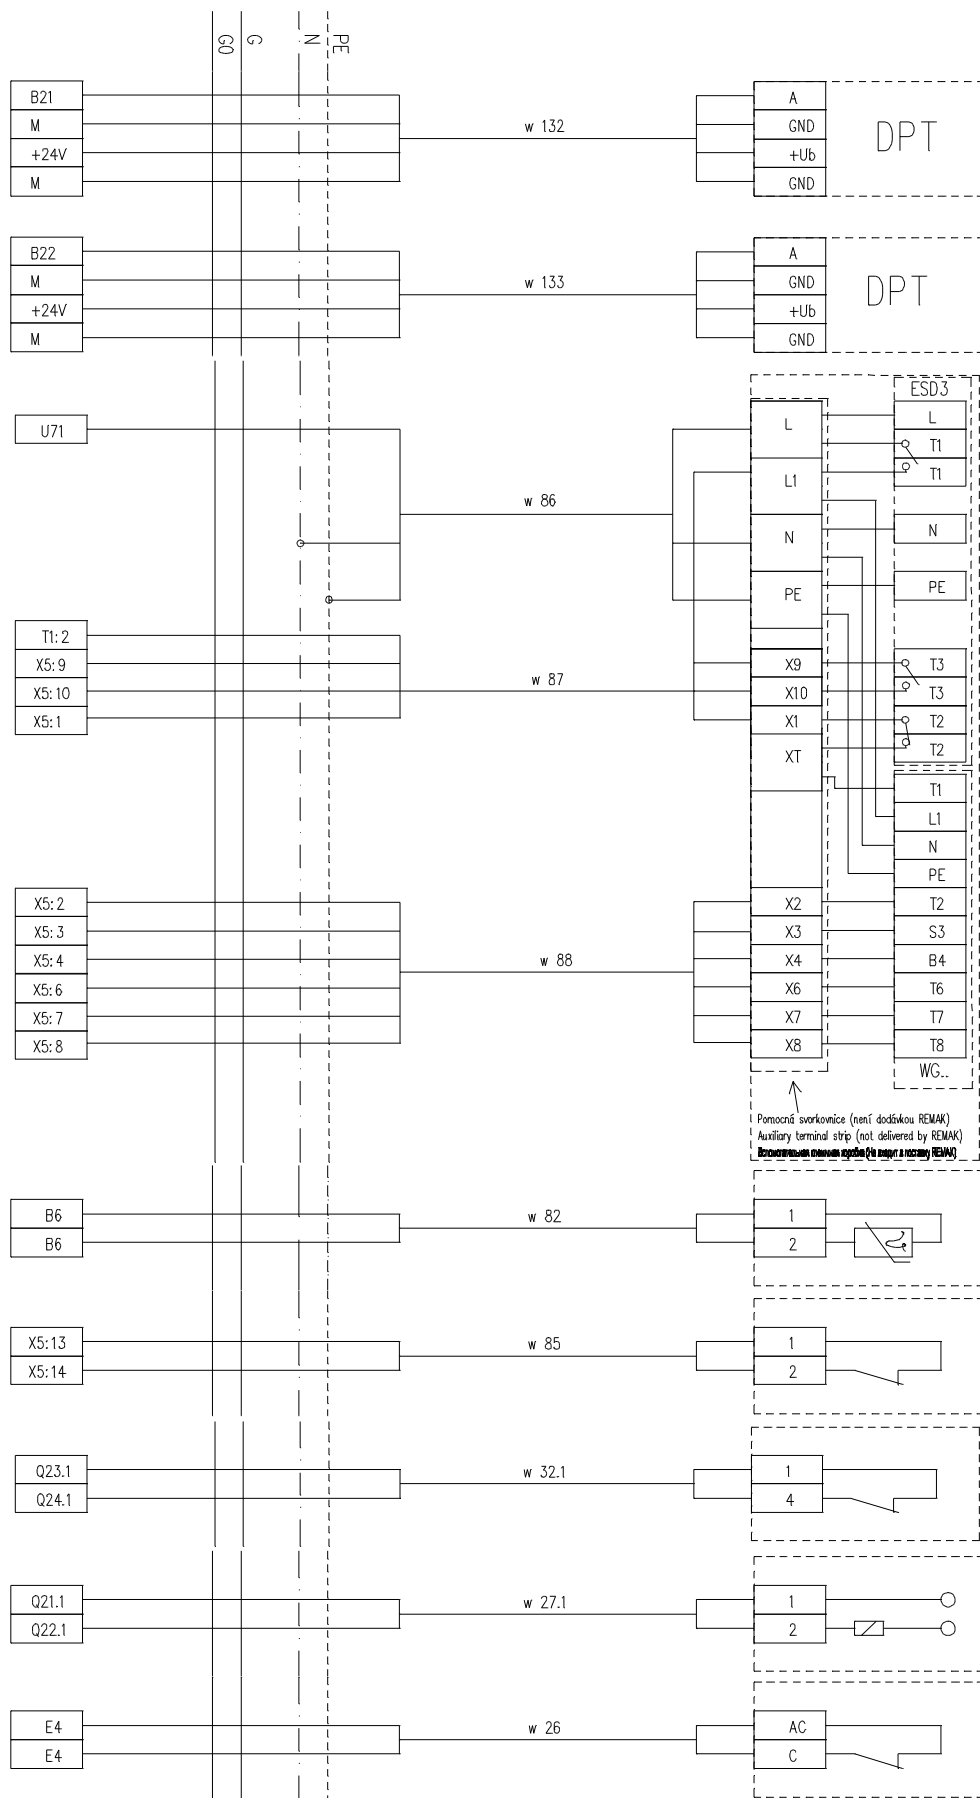 G0
G
N
PE
B21
M
+24V
M
w 132
A
GND
+Ub
GND
DPT
B22
M
+24V
M
w 133
A
GND
+Ub
GND
DPT
U71
w 86
L
L1
N
PE
ESD3
L
T1
T1
N
PE
T1:2
X5:9
X5:10
X5:1
w 87
X9
X10
X1
XT
T3
T3
T2
T2
T1
L1
N
PE
X5:2
X5:3
X5:4
X5:6
X5:7
X5:8
w 88
X2
X3
X4
X6
X7
X8
T2
S3
B4
T6
T7
T8
WG..
Pomocná svorkovnice (není dodávkou REMAK)
Auxiliary terminal strip (not delivered by REMAK)
B6
B6
w 82
1
2
X5:13
X5:14
w 85
1
2
Q23.1
Q24.1
w 32.1
1
4
Q21.1
Q22.1
w 27.1
1
2
E4
E4
w 26
AC
C